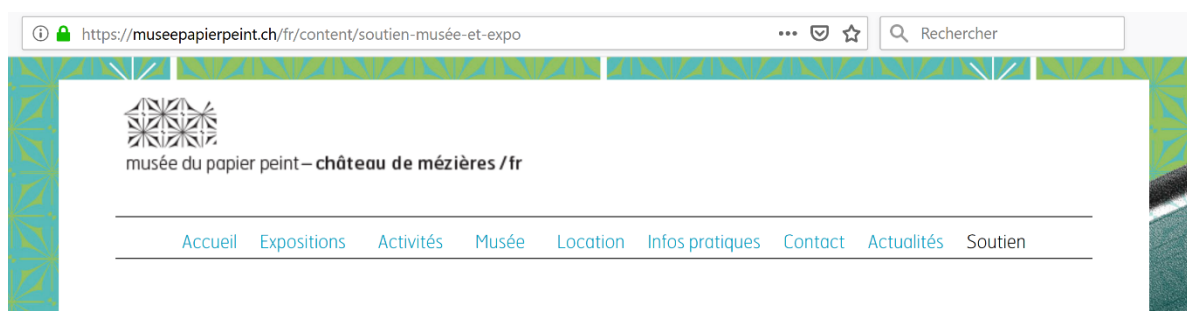 https://museepapierpeint.ch/fr/content/soutien-musée-et-expo
Rechercher
musée du papier peint–château de mézières/fr
Accueil Expositions Activités Musée Location Infos pratiques Contact Actualités Soutien